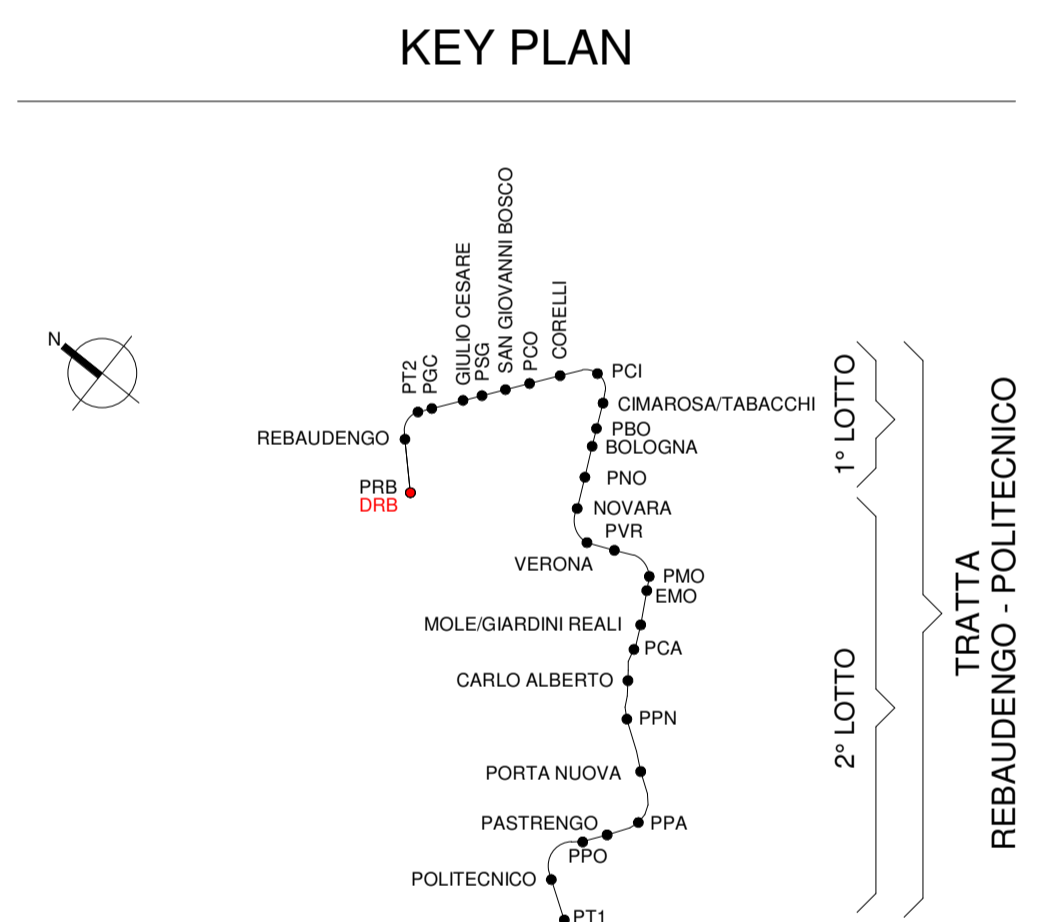 KEY PLAN
N
PT2
PGC
GIULIO CESARE
PSG
SAN GIOVANNI BOSCO
PCO
CORELLI
PCI
CIMAROSA/TABACCHI
REBAUDENGO
PBO
BOLOGNA
PNO
PRB
DRB
NOVARA
PVR
VERONA
PMO
EMO
MOLE/GIARDINI REALI
PCA
CARLO ALBERTO
PPN
PORTA NUOVA
PASTRENGO
PPA
PPO
POLITECNICO
PT1
1° LOTTO
2° LOTTO
TRATTA
REBAUDENGO - POLITECNICO